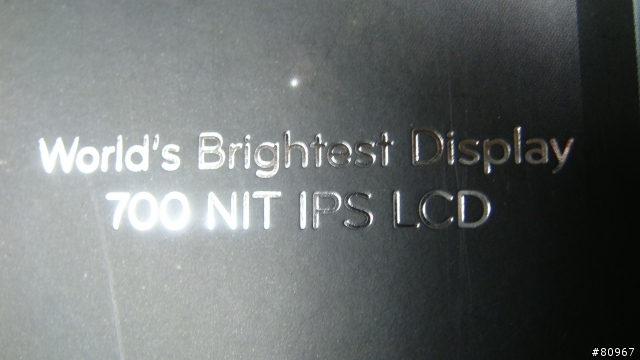 World's Brightest Display
700 NIT IPS LCD
#80967